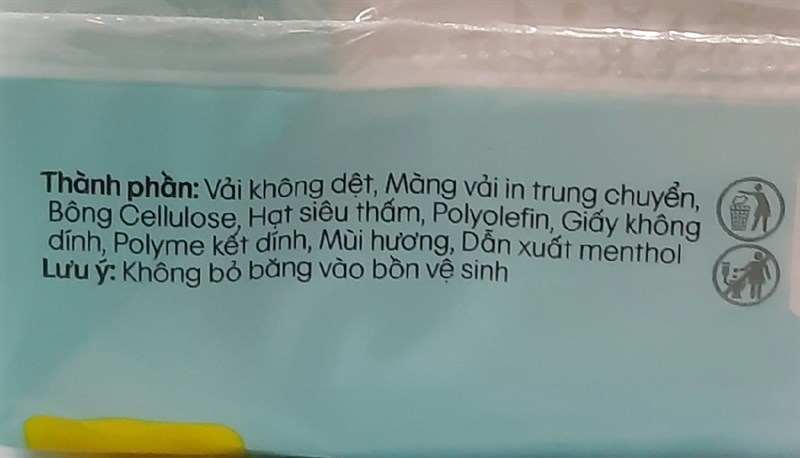 Thành phần: Vải không dệt, Màng vải in trung chuyển,
Bông Cellulose, Hạt siêu thấm, Polyolefin, Giấy không
dính, Polyme kết dính, Mùi hương, Dẫn xuất menthol
Lưu ý: Không bỏ băng vào bồn vệ sinh